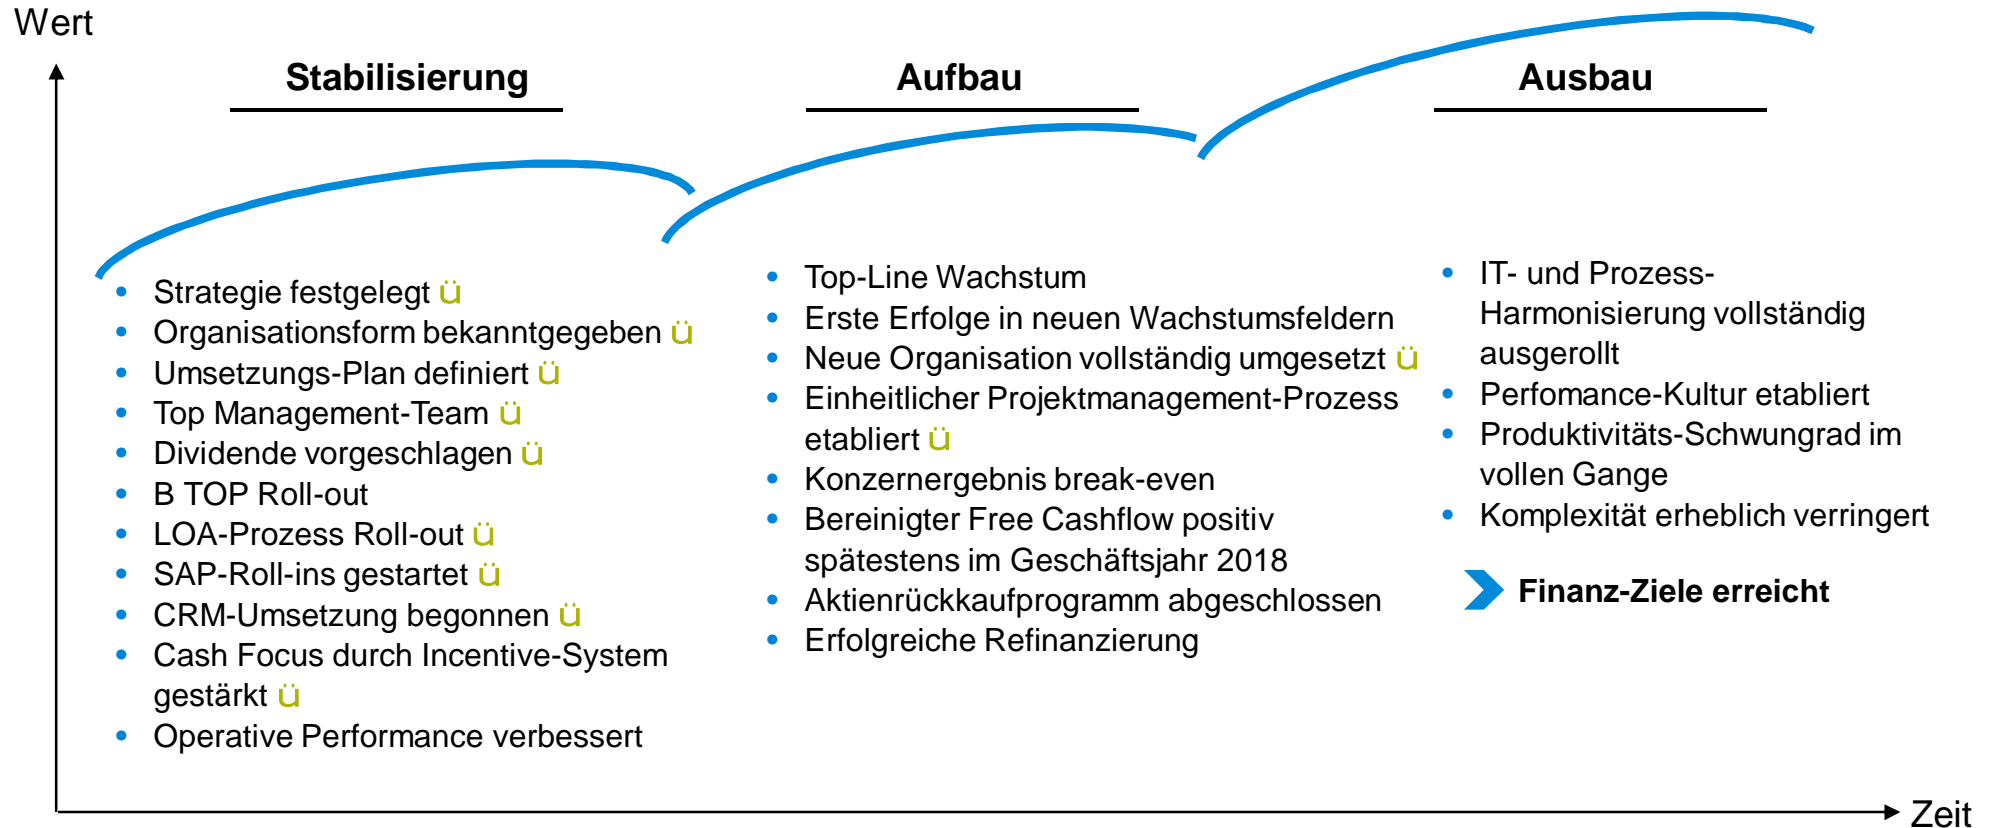 Wert
Stabilisierung
Aufbau
Ausbau
• Strategie festgelegt ü
• Organisationsform bekanntgegeben ü
• Umsetzungs-Plan definiert ü
• Top Management-Team ü
• Dividende vorgeschlagen ü
• B TOP Roll-out
• LOA-Prozess Roll-out ü
• SAP-Roll-ins gestartet ü
• CRM-Umsetzung begonnen ü
• Cash Focus durch Incentive-System
gestärkt ü
• Operative Performance verbessert
• Top-Line Wachstum
• Erste Erfolge in neuen Wachstumsfeldern
• Neue Organisation vollständig umgesetzt ü
• Einheitlicher Projektmanagement-Prozess
etabliert ü
• Konzernergebnis break-even
• Bereinigter Free Cashflow positiv
spätestens im Geschäftsjahr 2018
• Aktienrückkaufprogramm abgeschlossen
• Erfolgreiche Refinanzierung
• IT- und Prozess-
Harmonisierung vollständig
ausgerollt
• Perfomance-Kultur etabliert
• Produktivitäts-Schwungrad im
vollen Gange
• Komplexität erheblich verringert
Finanz-Ziele erreicht
Zeit